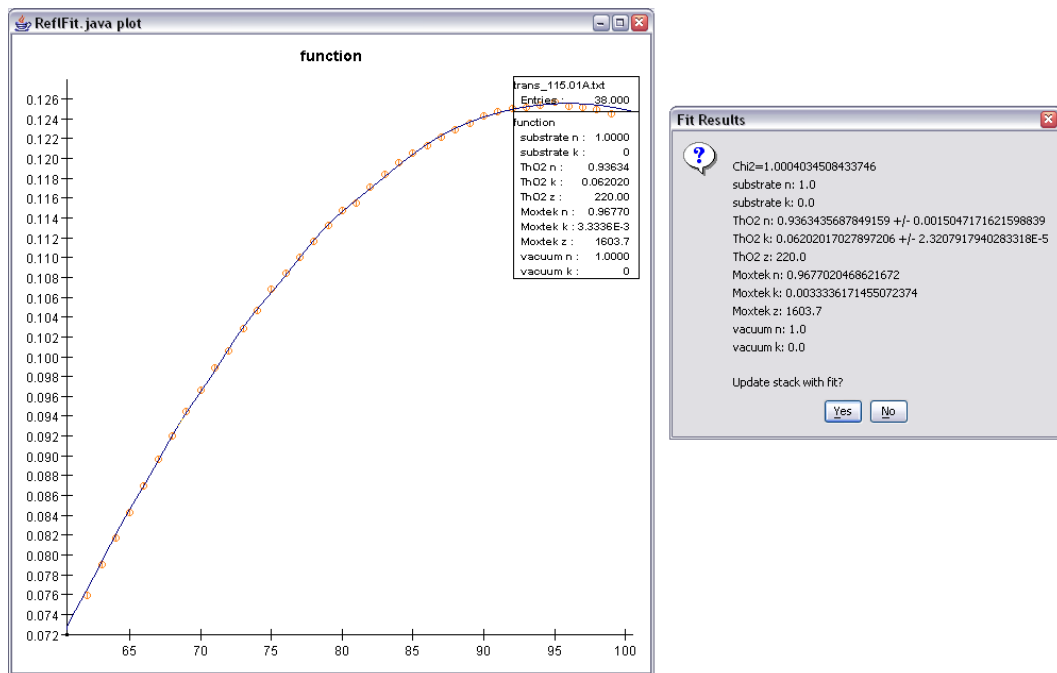 ReflFit.java plot
function
0.126
0.124
0.122
0.120
0.118
0.116
0.114
0.112
0.110
0.108
0.106
0.104
0.102
0.100
0.098
0.096
0.094
0.092
0.090
0.088
0.086
0.084
0.082
0.080
0.078
0.076
0.074
0.072
65 70 75 80 85 90 95 100
trans_115.01A.txt
Entries : 38.000
function
substrate n : 1.0000
substrate k : 0
ThO2 n : 0.93634
ThO2 k : 0.062020
ThO2 z : 220.00
Moxtek n : 0.96770
Moxtek k : 3.3336E-3
Moxtek z : 1603.7
vacuum n : 1.0000
vacuum k : 0
Fit Results
Chi2=1.0004034508433746
substrate n: 1.0
substrate k: 0.0
ThO2 n: 0.9363435687849159 +/- 0.0015047171621598839
ThO2 k: 0.06202017027897206 +/- 2.3207917940283318E-5
ThO2 z: 220.0
Moxtek n: 0.9677020468621672
Moxtek k: 0.0033336171455072374
Moxtek z: 1603.7
vacuum n: 1.0
vacuum k: 0.0
Update stack with fit?
Yes No